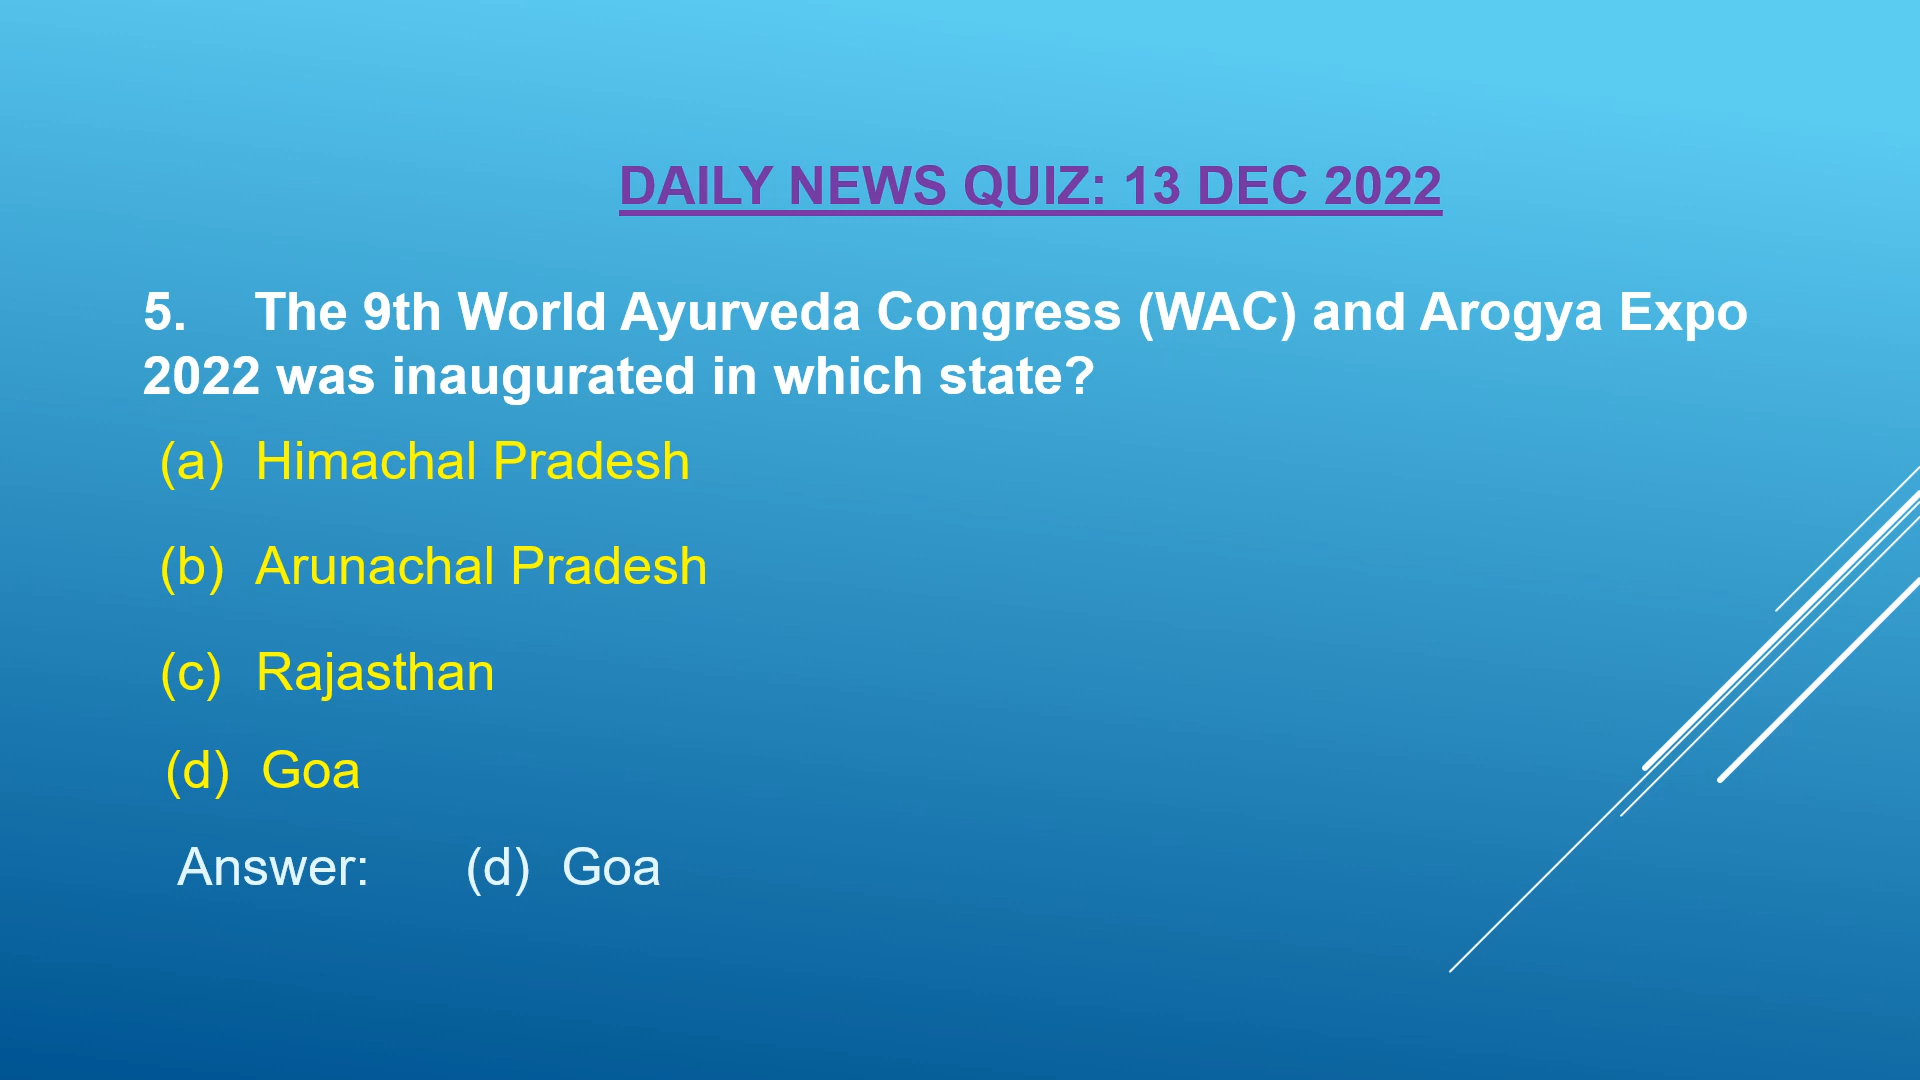 DAILY NEWS QUIZ: 13 DEC 2022
5. The 9th World Ayurveda Congress (WAC) and Arogya Expo
2022 was inaugurated in which state?
(a) Himachal Pradesh
(b) Arunachal Pradesh
(c) Rajasthan
(d) Goa
Answer: (d) Goa